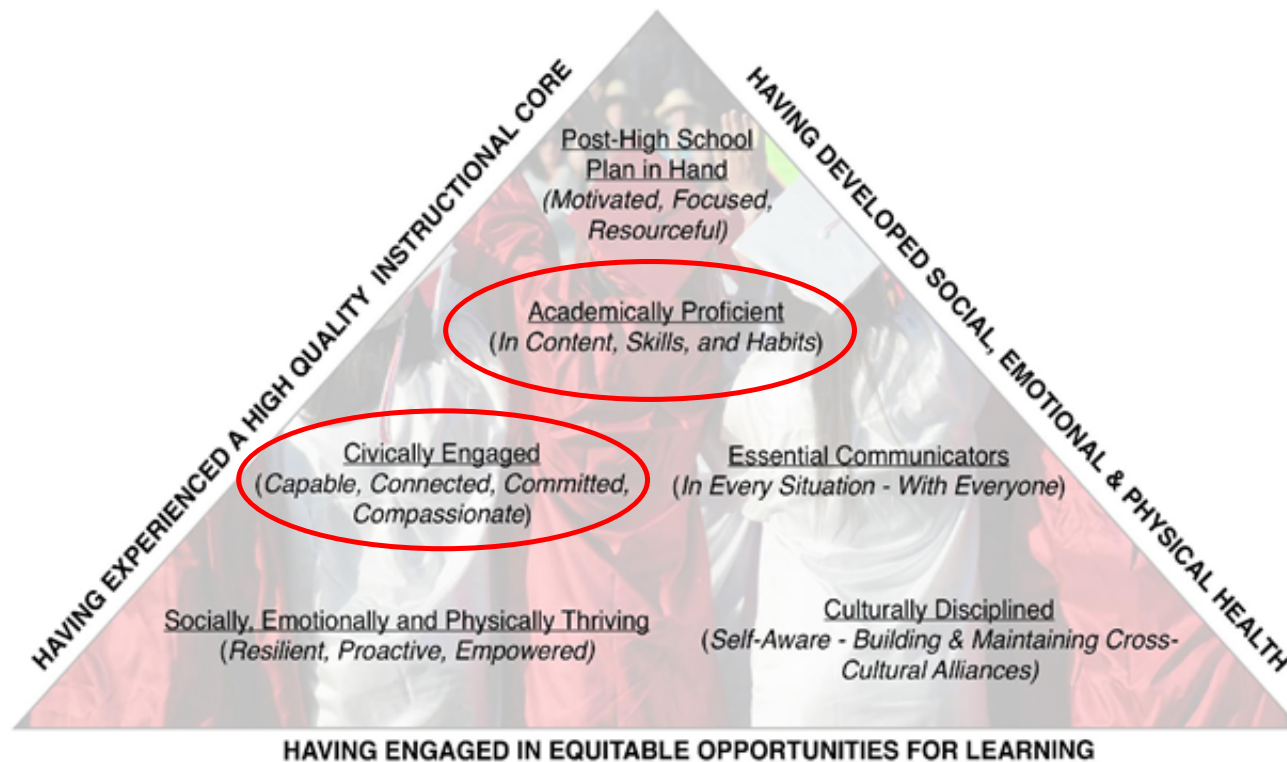 HAVING EXPERIENCED A HIGH QUALITY INSTRUCTIONAL CORE
HAVING DEVELOPED SOCIAL, EMOTIONAL & PHYSICAL HEALTH
Post-High School
Plan in Hand
(Motivated, Focused,
Resourceful)
Academically Proficient
(In Content, Skills, and Habits)
Civically Engaged
(Capable, Connected, Committed,
Compassionate)
Essential Communicators
(In Every Situation - With Everyone)
Socially, Emotionally and Physically Thriving
(Resilient, Proactive, Empowered)
Culturally Disciplined
(Self-Aware - Building & Maintaining Cross-
Cultural Alliances)
HAVING ENGAGED IN EQUITABLE OPPORTUNITIES FOR LEARNING